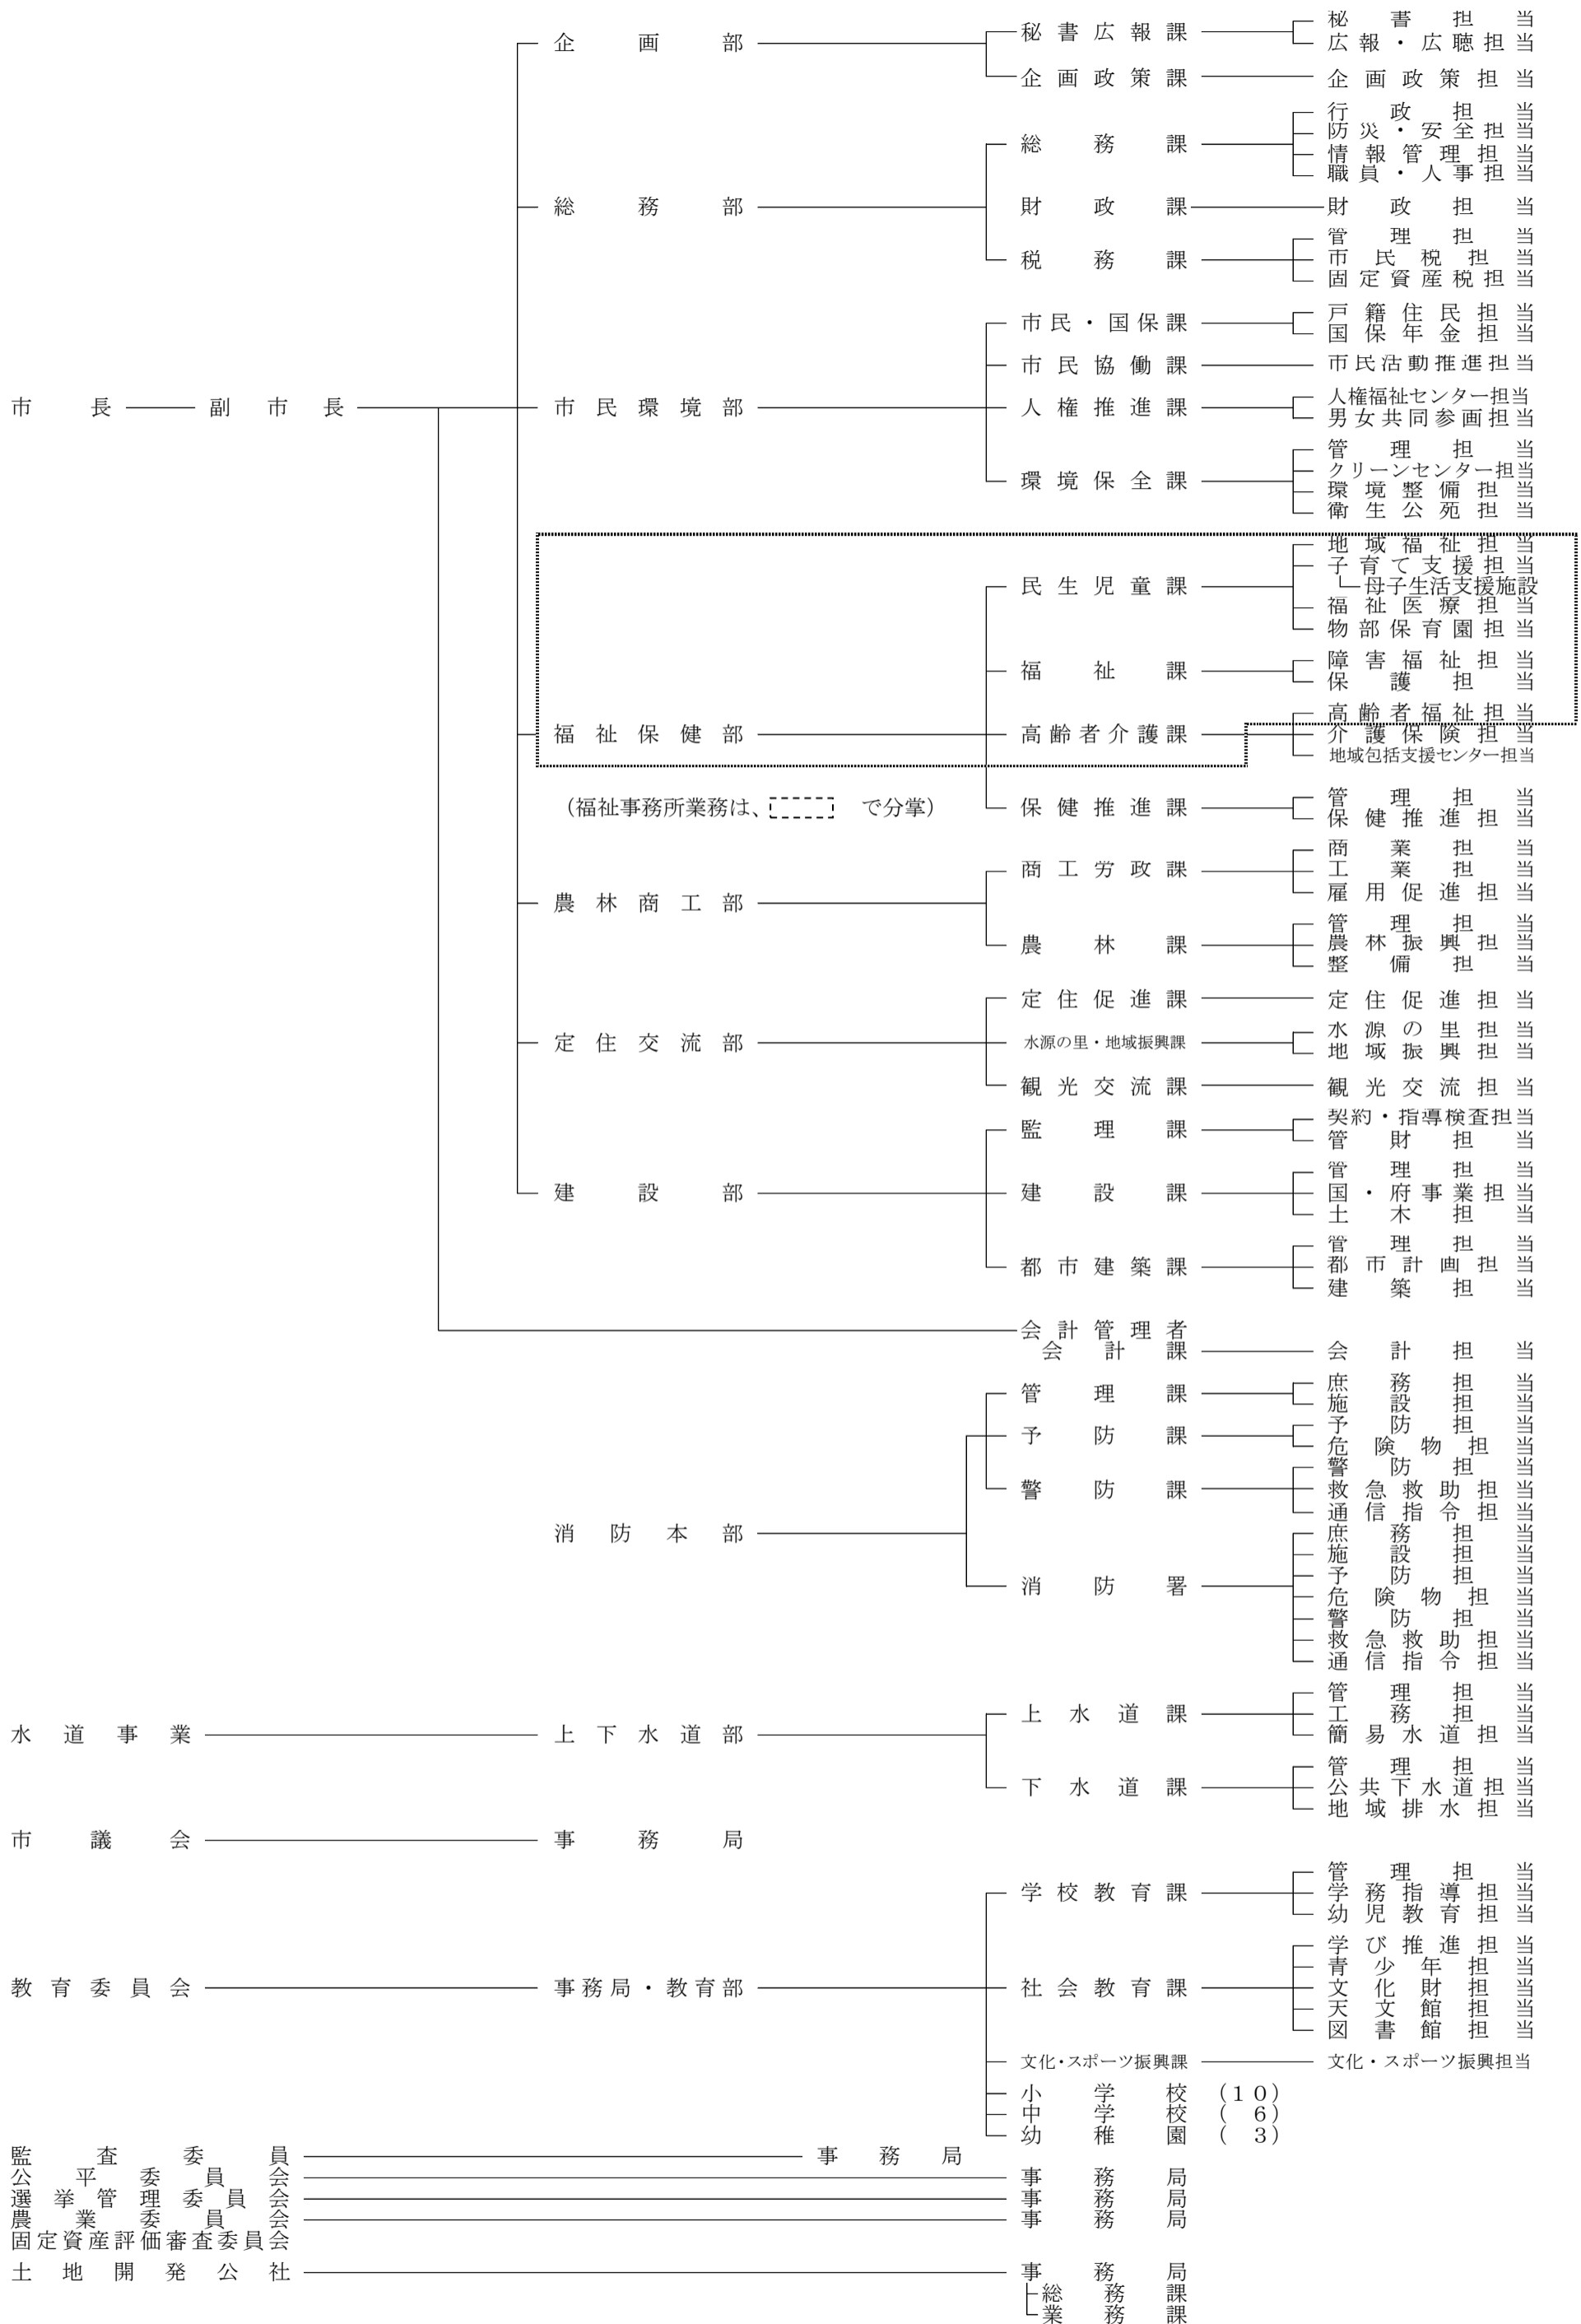 秘書担当
企画部 秘書広報課
広報・広聴担当
企画政策課 企画政策担当
行政担当
防災・安全担当
総務課
情報管理担当
職員・人事担当
総務部 財政課 財政担当
管理担当
税務課 市民税担当
固定資産税担当
戸籍住民担当
市民・国保課
国保年金担当
市民協働課 市民活動推進担当
人権福祉センター担当
市長 副市長 市民環境部 人権推進課
男女共同参画担当
管理担当
クリーンセンター担当
環境保全課
環境整備担当
衛生公苑担当
地域福祉担当
子育て支援担当
民生児童課 母子生活支援施設
福祉医療担当
物部保育園担当
障害福祉担当
福祉課
保護担当
高齢者福祉担当
福祉保健部 高齢者介護課 介護保険担当
地域包括支援センター担当
管理担当
（福祉事務所業務は、 で分掌） 保健推進課
保健推進担当
商業担当
商工労政課 工業担当
雇用促進担当
農林商工部
管理担当
農林課 農林振興担当
整備担当
定住促進課 定住促進担当
水源の里担当
定住交流部 水源の里・地域振興課
地域振興担当
観光交流課 観光交流担当
契約・指導検査担当
監理課
管財担当
管理担当
建設部 建設課 国・府事業担当
土木担当
管理担当
都市建築課 都市計画担当
建築担当
会計管理者
会計課 会計担当
庶務担当
管理課
施設担当
予防担当
予防課
危険物担当
警防担当
警防課 救急救助担当
通信指令担当
消防本部 庶務担当
施設担当
予防担当
消防署
危険物担当
警防担当
救急救助担当
通信指令担当
管理担当
上水道課 工務担当
水道事業 上下水道部 簡易水道担当
管理担当
下水道課 公共下水道担当
地域排水担当
市議会 事務局
管理担当
学校教育課 学務指導担当
幼児教育担当
学び推進担当
青少年担当
教育委員会 事務局・教育部 社会教育課 文化財担当
天文館担当
図書館担当
文化・スポーツ振興課 文化・スポーツ振興担当
小学校（１０）
中学校（ ６）
幼稚園（ ３）
監査委員 事務局
公平委員会 事務局
選挙管理委員会 事務局
農業委員会 事務局
固定資産評価審査委員会
土地開発公社 事務局
総務課
業務課